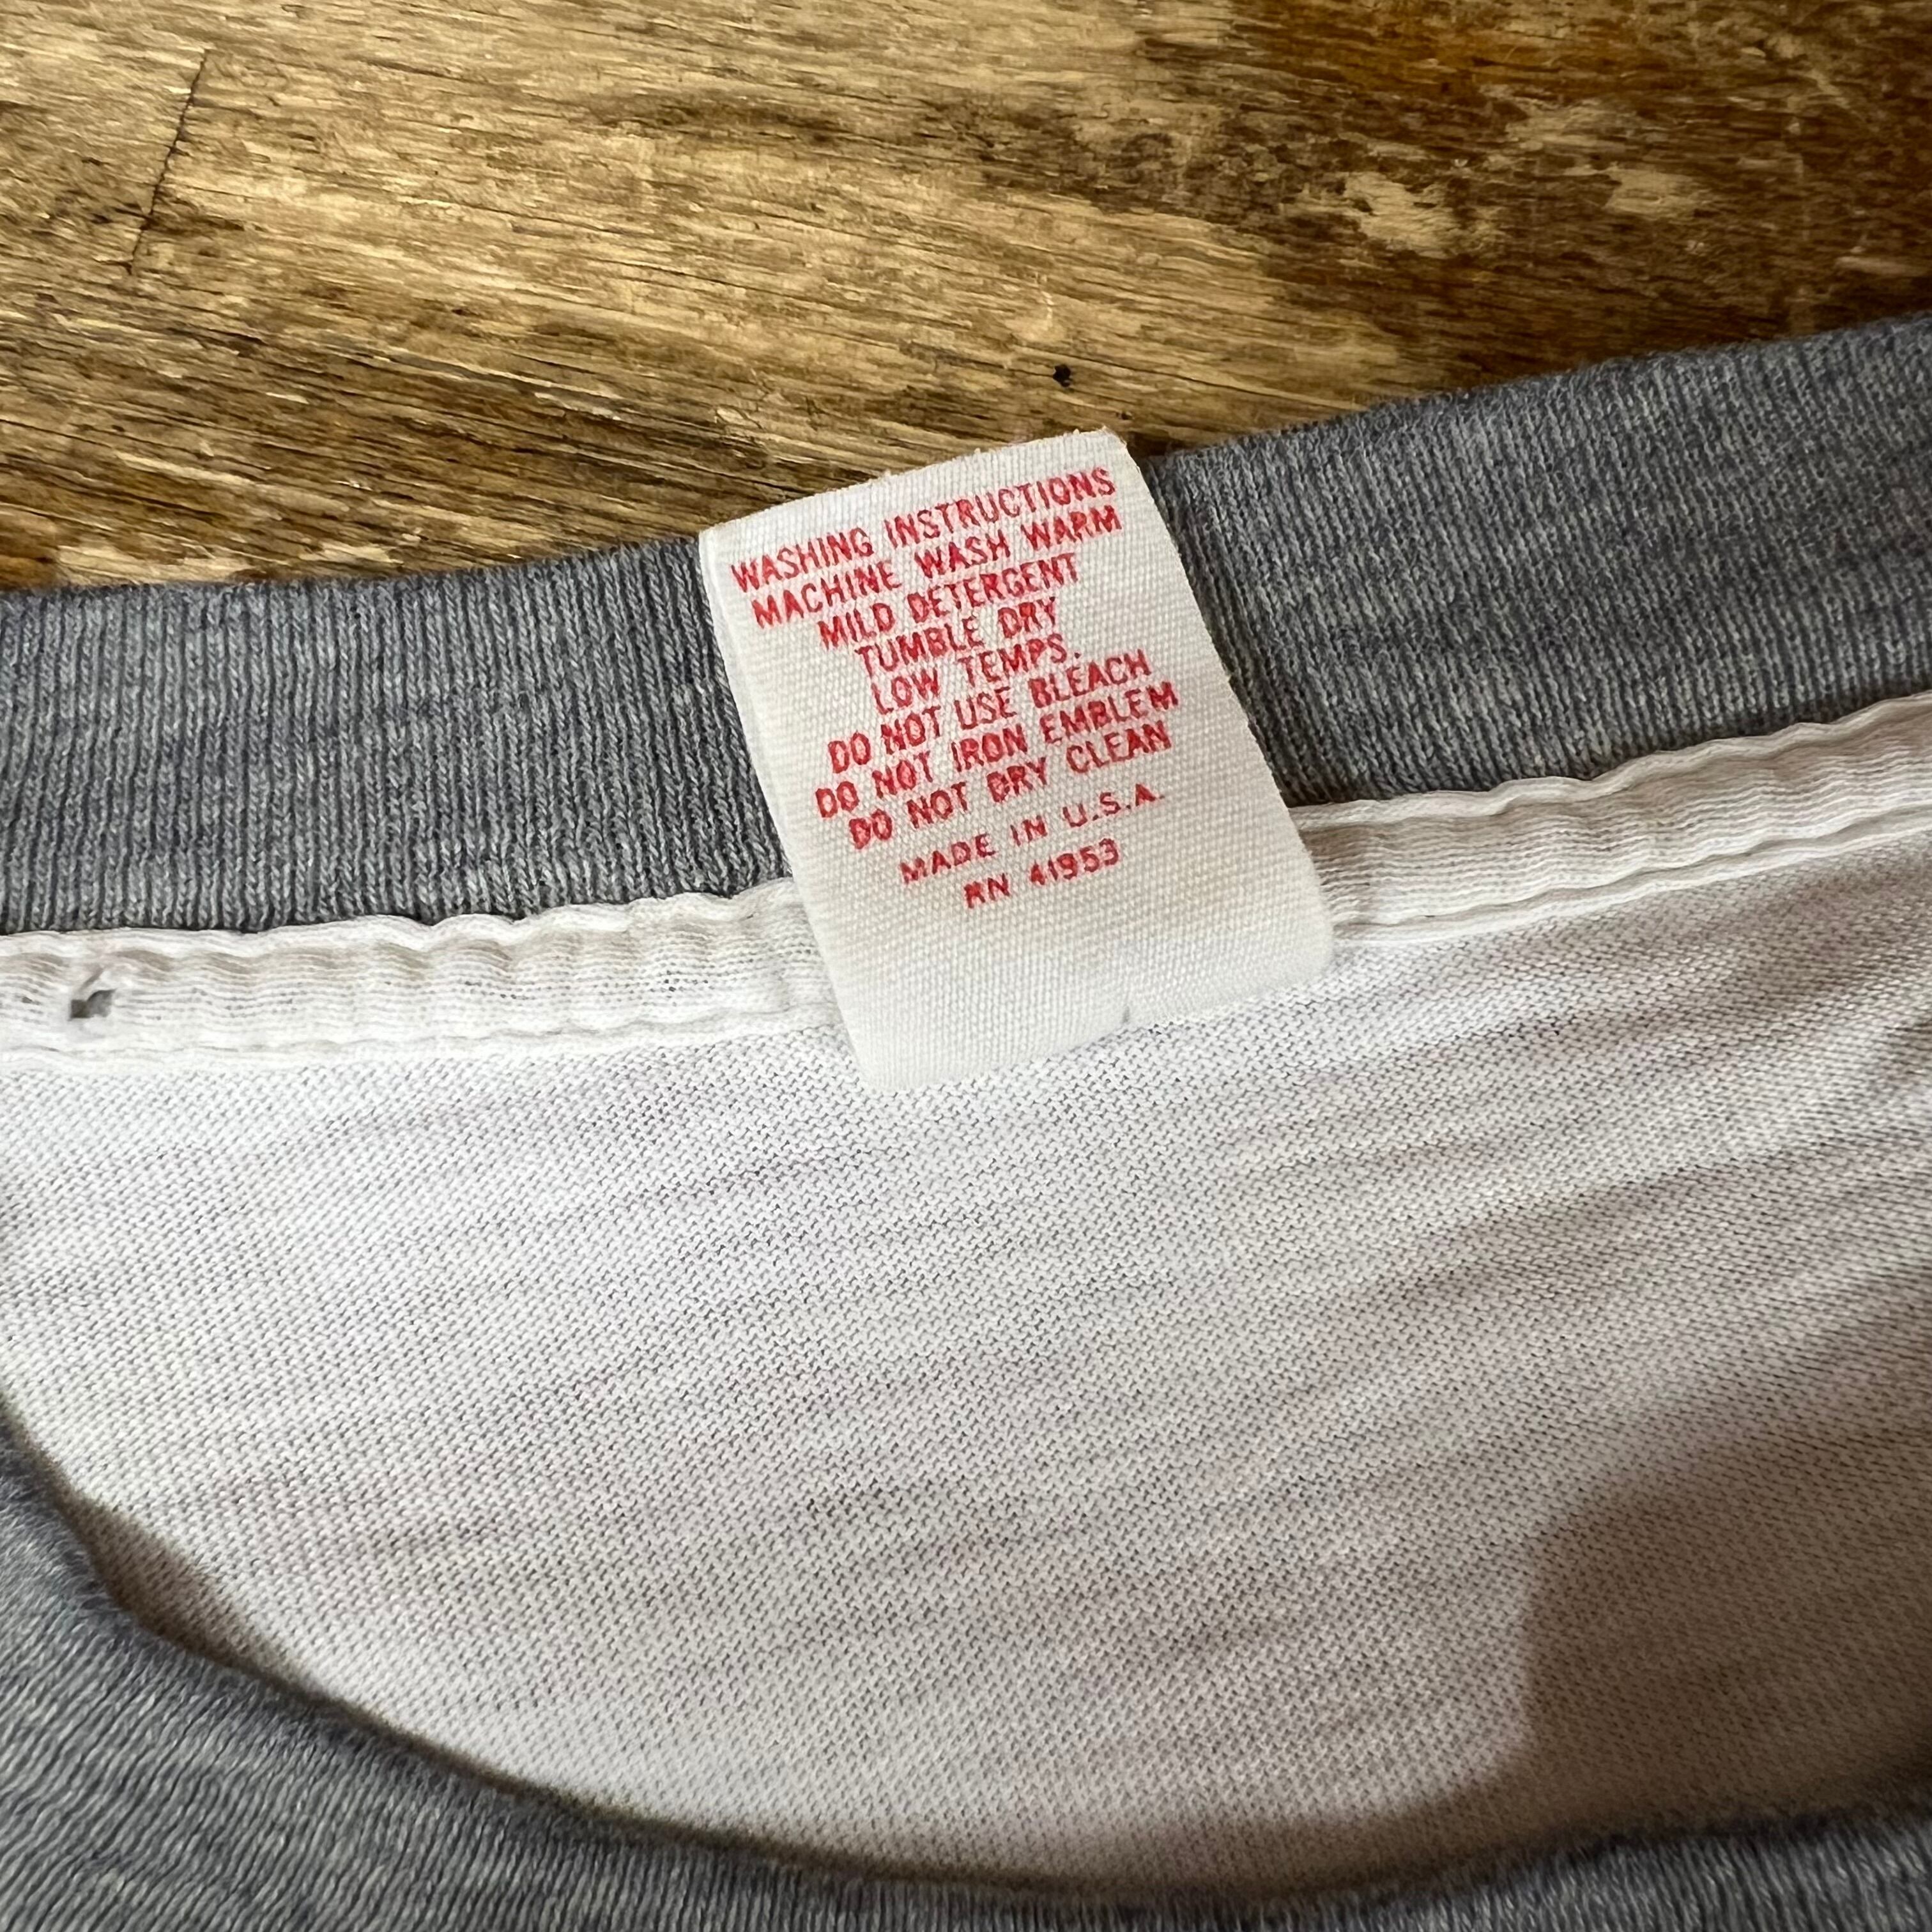 WASHING INSTRUCTIONS
MACHINE WASH WARM
MILD DETERGENT
TUMBLE DRY
LOW TEMPS.
DO NOT USE BLEACH
DO NOT IRON EMBLEM
DO NOT DRY CLEAN
MADE IN U.S.A.
RN 41953